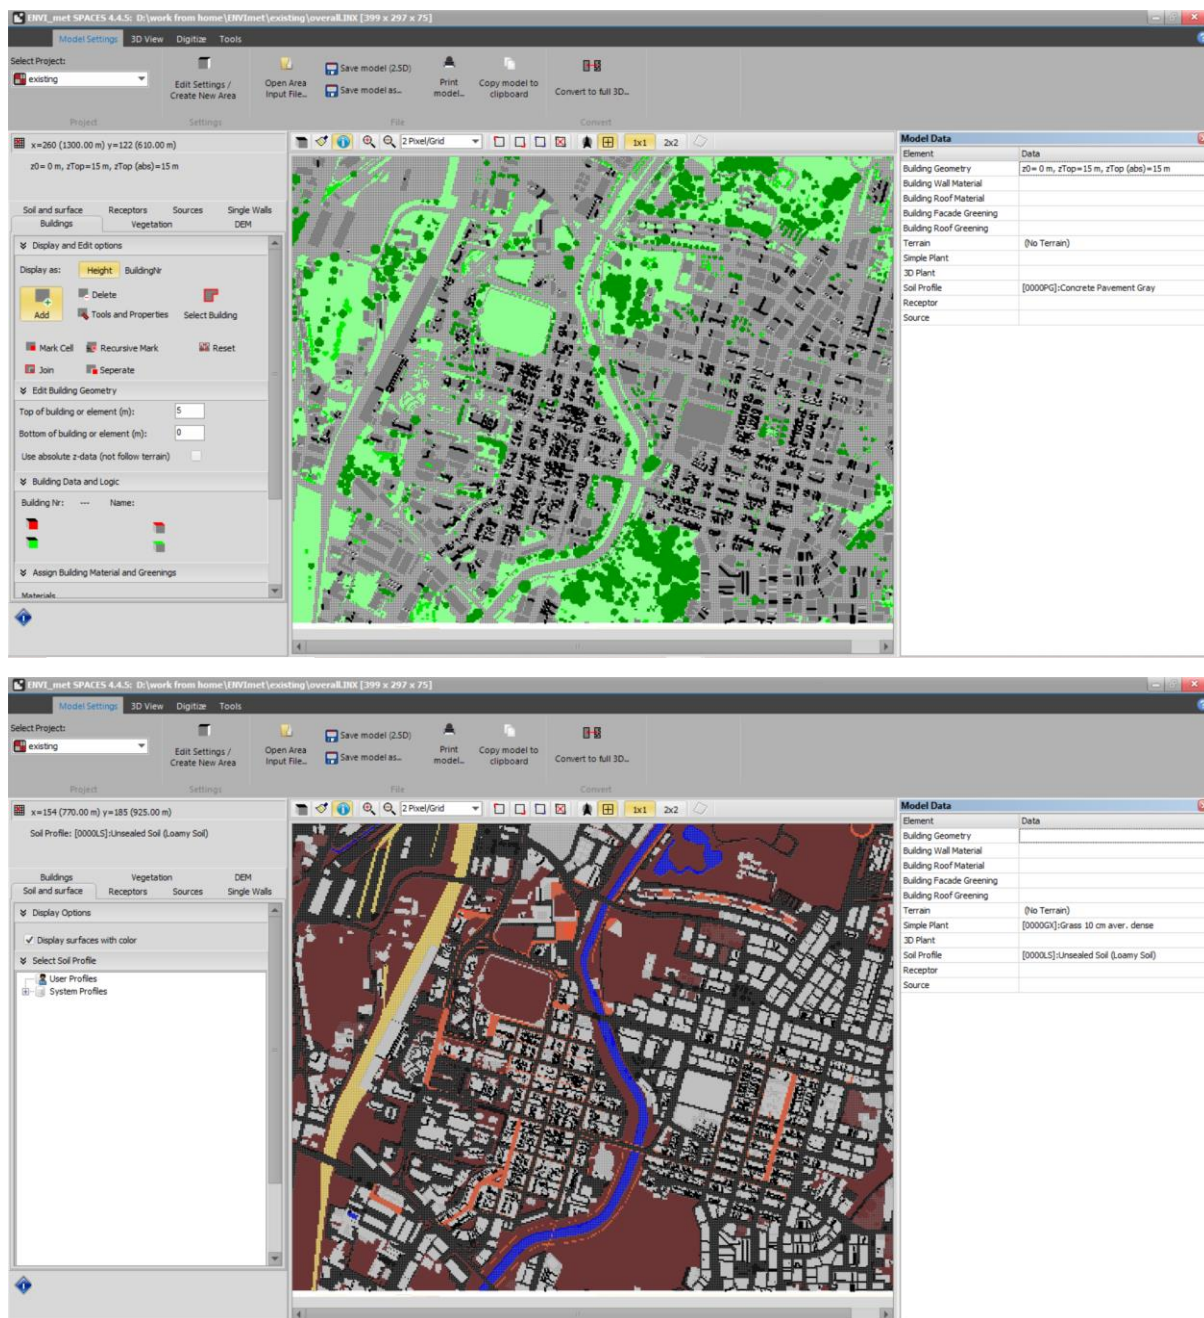 ENVI_met SPACES 4.4.5: D:\work from home\ENVImet\existing\overall.INX [399 x 297 x 75]
Model Settings 3D View Digitize Tools
Select Project:
existing
Edit Settings / Create New Area
Open Area Input File...
Save model (2.5D)
Save model as...
Print model...
Copy model to clipboard
Convert to full 3D...
Project Settings File Convert
x=260 (1300.00 m) y=122 (610.00 m)
z0= 0 m, zTop=15 m, zTop (abs)=15 m
2 Pixel/Grid 1x1 2x2
Soil and surface Receptors Sources Single Walls
Buildings Vegetation DEM
Display and Edit options
Display as: Height BuildingNr
Add
Delete
Tools and Properties
Select Building
Mark Cell Recursive Mark Reset
Join Seperate
Edit Building Geometry
Top of building or element (m): 5
Bottom of building or element (m): 0
Use absolute z-data (not follow terrain)
Building Data and Logic
Building Nr: --- Name:
Assign Building Material and Greenings
Materials
Model Data
Element Data
Building Geometry z0= 0 m, zTop=15 m, zTop (abs)=15 m
Building Wall Material
Building Roof Material
Building Facade Greening
Building Roof Greening
Terrain (No Terrain)
Simple Plant
3D Plant
Soil Profile [0000PG]:Concrete Pavement Gray
Receptor
Source
ENVI_met SPACES 4.4.5: D:\work from home\ENVImet\existing\overall.INX [399 x 297 x 75]
Model Settings 3D View Digitize Tools
Select Project:
existing
Edit Settings / Create New Area
Open Area Input File...
Save model (2.5D)
Save model as...
Print model...
Copy model to clipboard
Convert to full 3D...
Project Settings File Convert
x=154 (770.00 m) y=185 (925.00 m)
Soil Profile: [0000LS]:Unsealed Soil (Loamy Soil)
2 Pixel/Grid 1x1 2x2
Buildings Vegetation DEM
Soil and surface Receptors Sources Single Walls
Display Options
Display surfaces with color
Select Soil Profile
User Profiles
System Profiles
Model Data
Element Data
Building Geometry
Building Wall Material
Building Roof Material
Building Facade Greening
Building Roof Greening
Terrain (No Terrain)
Simple Plant [0000GX]:Grass 10 cm aver. dense
3D Plant
Soil Profile [0000LS]:Unsealed Soil (Loamy Soil)
Receptor
Source